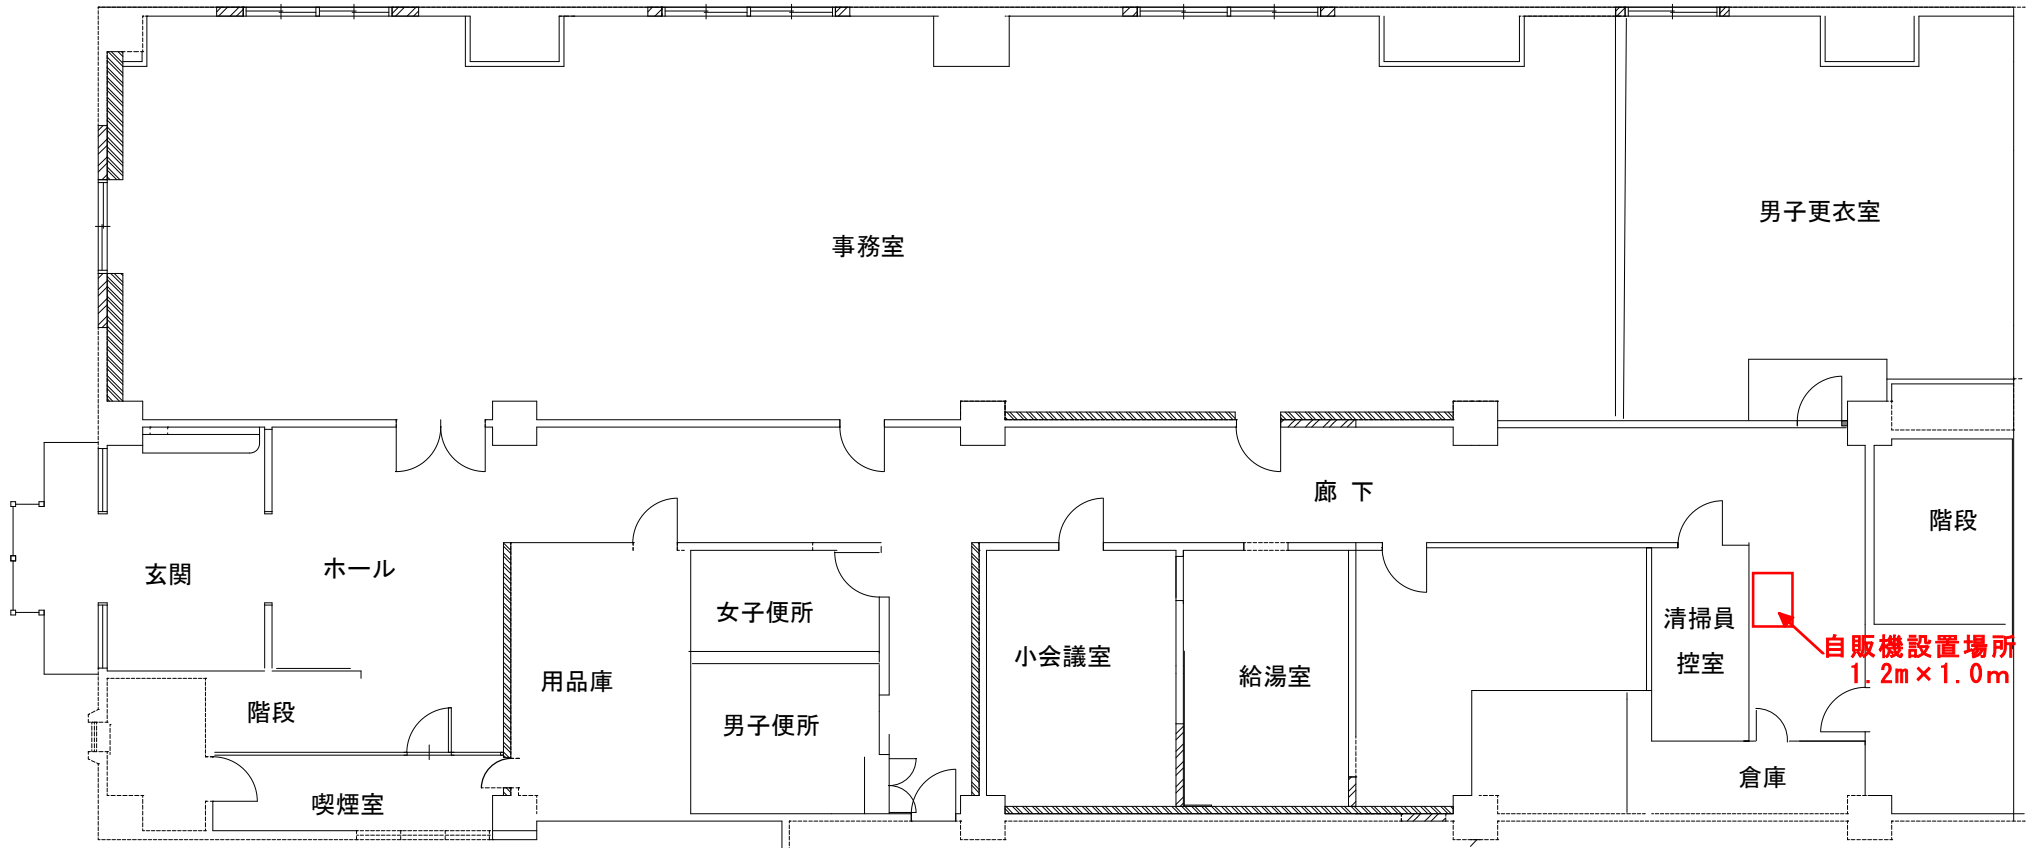 男子更衣室
事務室
廊 下
階段
玄関
ホール
女子便所
清掃員
控室
小会議室
給湯室
自販機設置場所
1.2m×1.0m
用品庫
階段
男子便所
倉庫
喫煙室